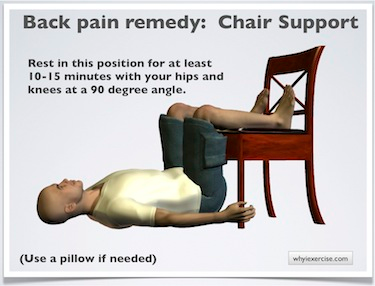 Back pain remedy:  Chair Support
Rest in this position for at least
10-15 minutes with your hips and
knees at a 90 degree angle.
(Use a pillow if needed)
whyiexercise.com